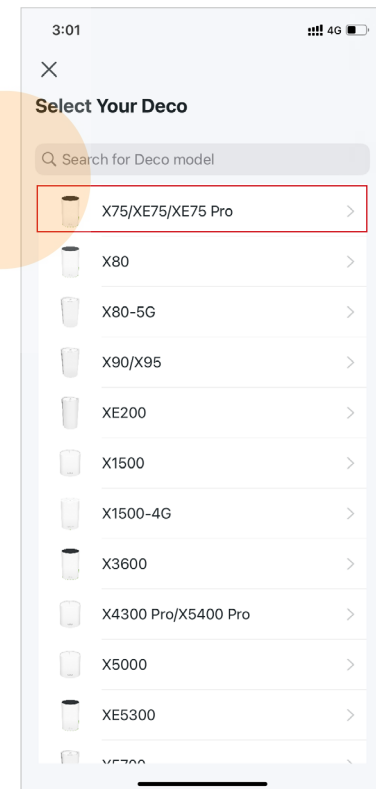 3:01
4G
Select Your Deco
Search for Deco model
X75/XE75/XE75 Pro
X80
X80-5G
X90/X95
XE200
X1500
X1500-4G
X3600
X4300 Pro/X5400 Pro
X5000
XE5300